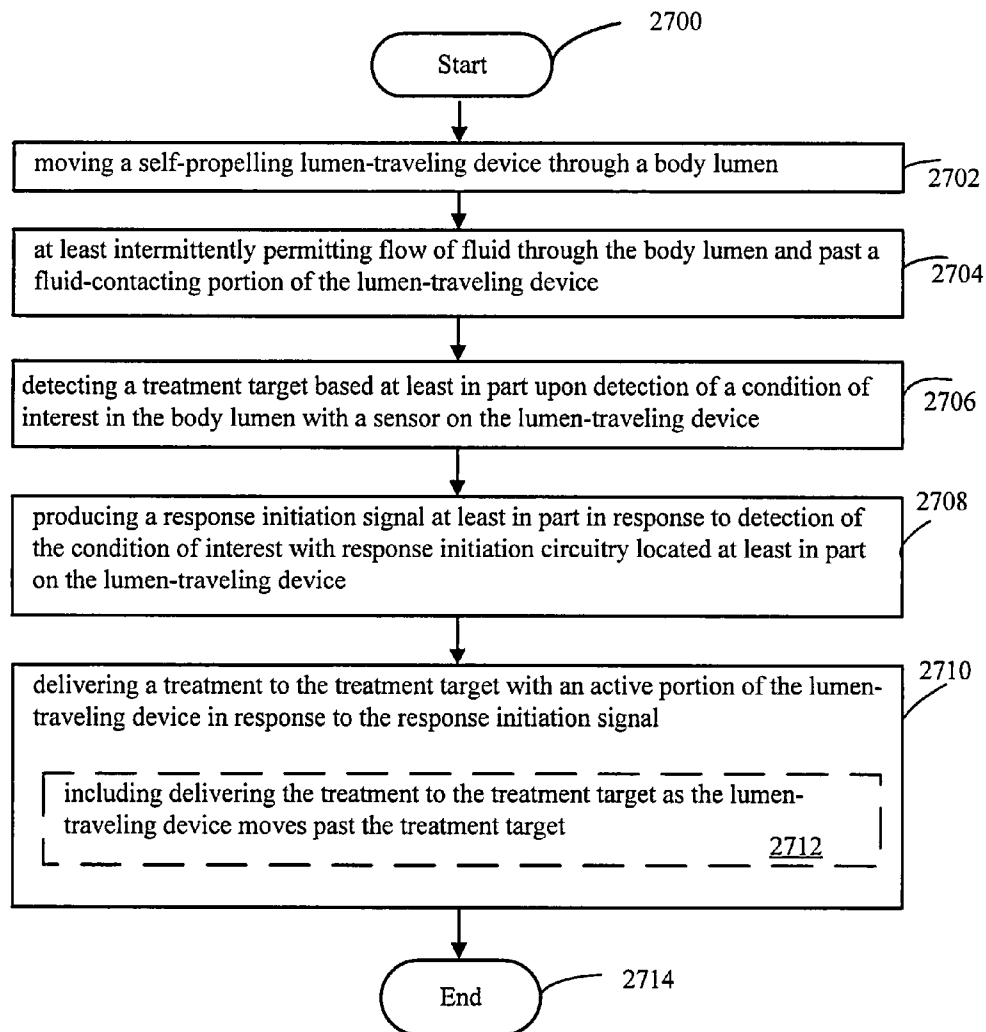 2700
Start
moving a self-propelling lumen-traveling device through a body lumen
2702
at least intermittently permitting flow of fluid through the body lumen and past a
fluid-contacting portion of the lumen-traveling device
2704
detecting a treatment target based at least in part upon detection of a condition of
interest in the body lumen with a sensor on the lumen-traveling device
2706
2708
producing a response initiation signal at least in part in response to detection of
the condition of interest with response initiation circuitry located at least in part
on the lumen-traveling device
2710
delivering a treatment to the treatment target with an active portion of the lumen-
traveling device in response to the response initiation signal
including delivering the treatment to the treatment target as the lumen-
traveling device moves past the treatment target
2712
End
2714